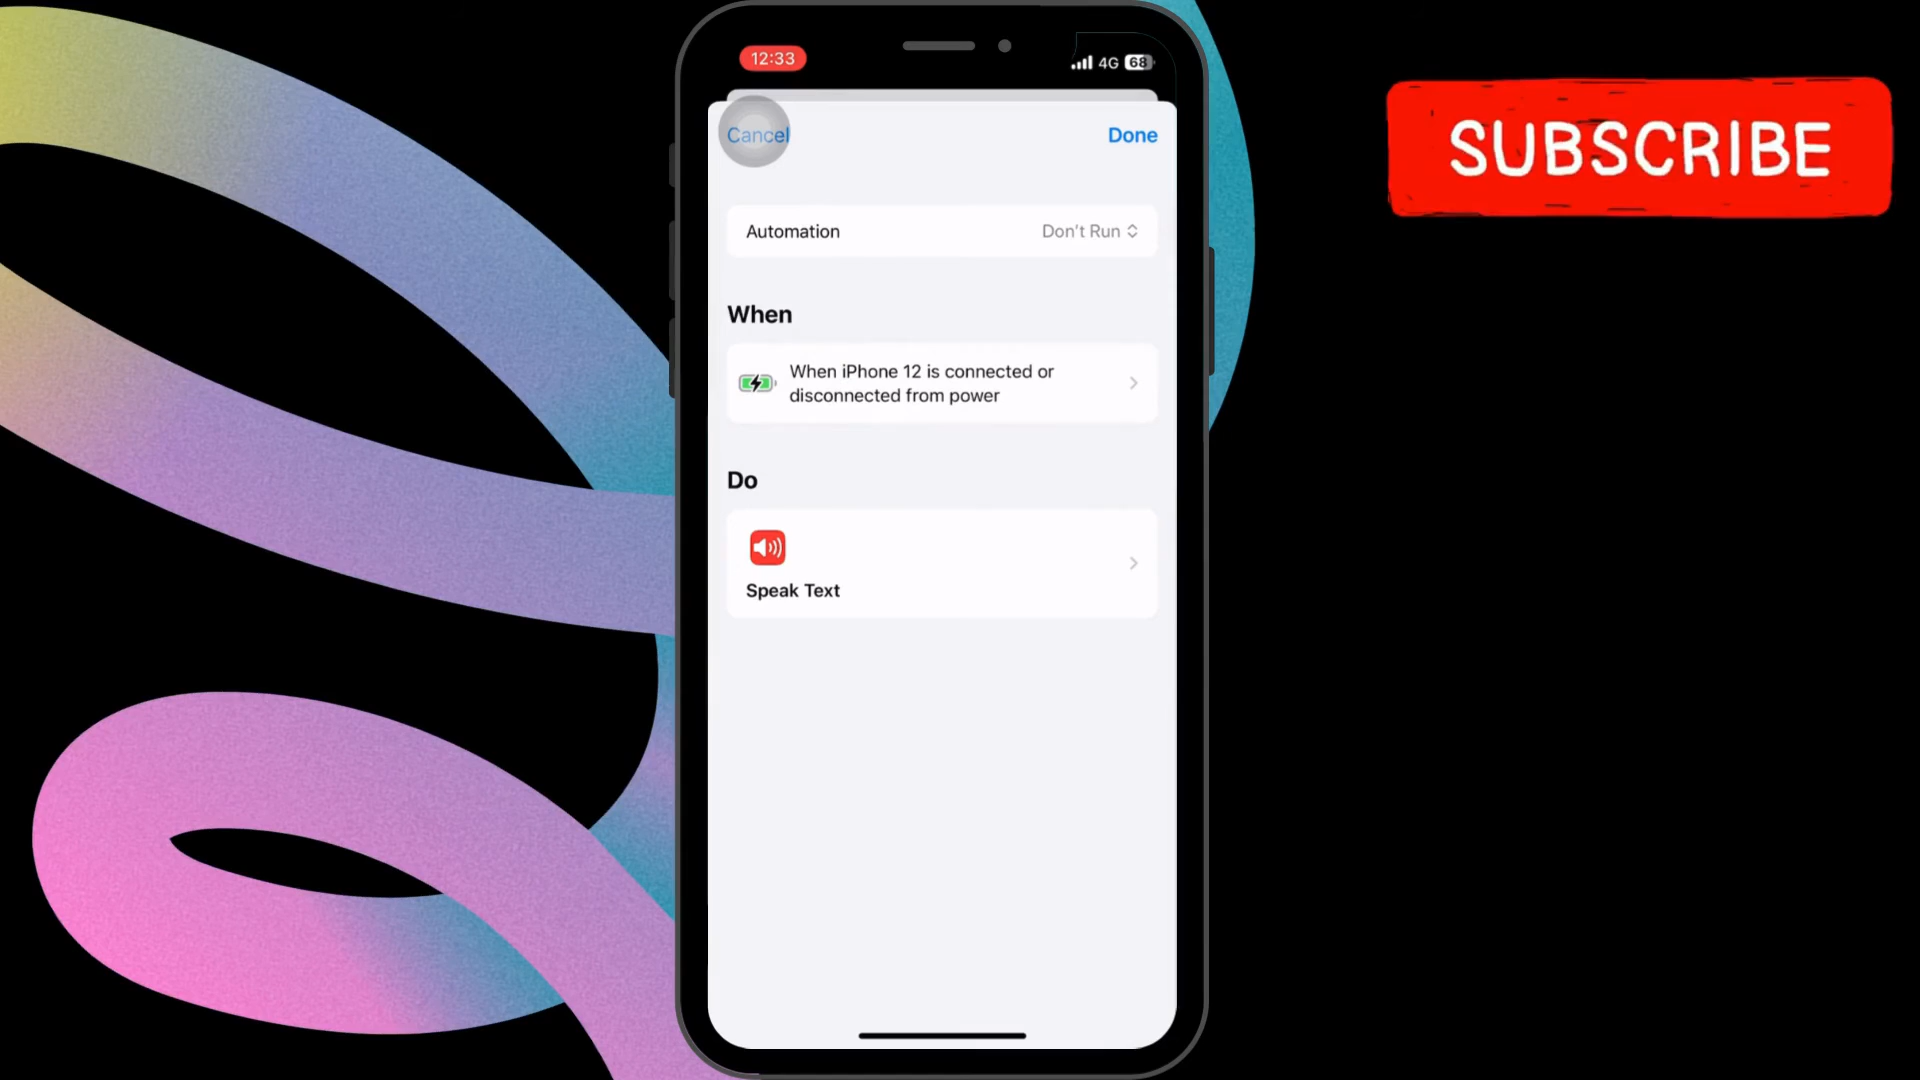 12:33
4G 68
Cancel
Done
SUBSCRIBE
Automation
Don't Run
When
When iPhone 12 is connected or
disconnected from power
Do
Speak Text